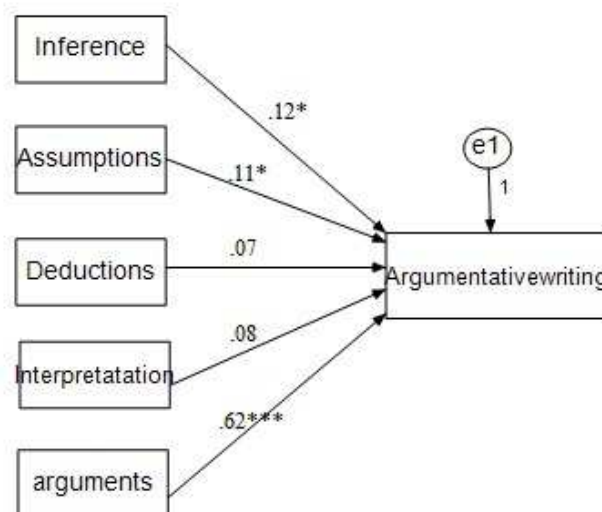 Inference
.12*
Assumptions
.11*
e1
1
Deductions
.07
Argumentativewriting
Interpretatation
.08
.62***
arguments